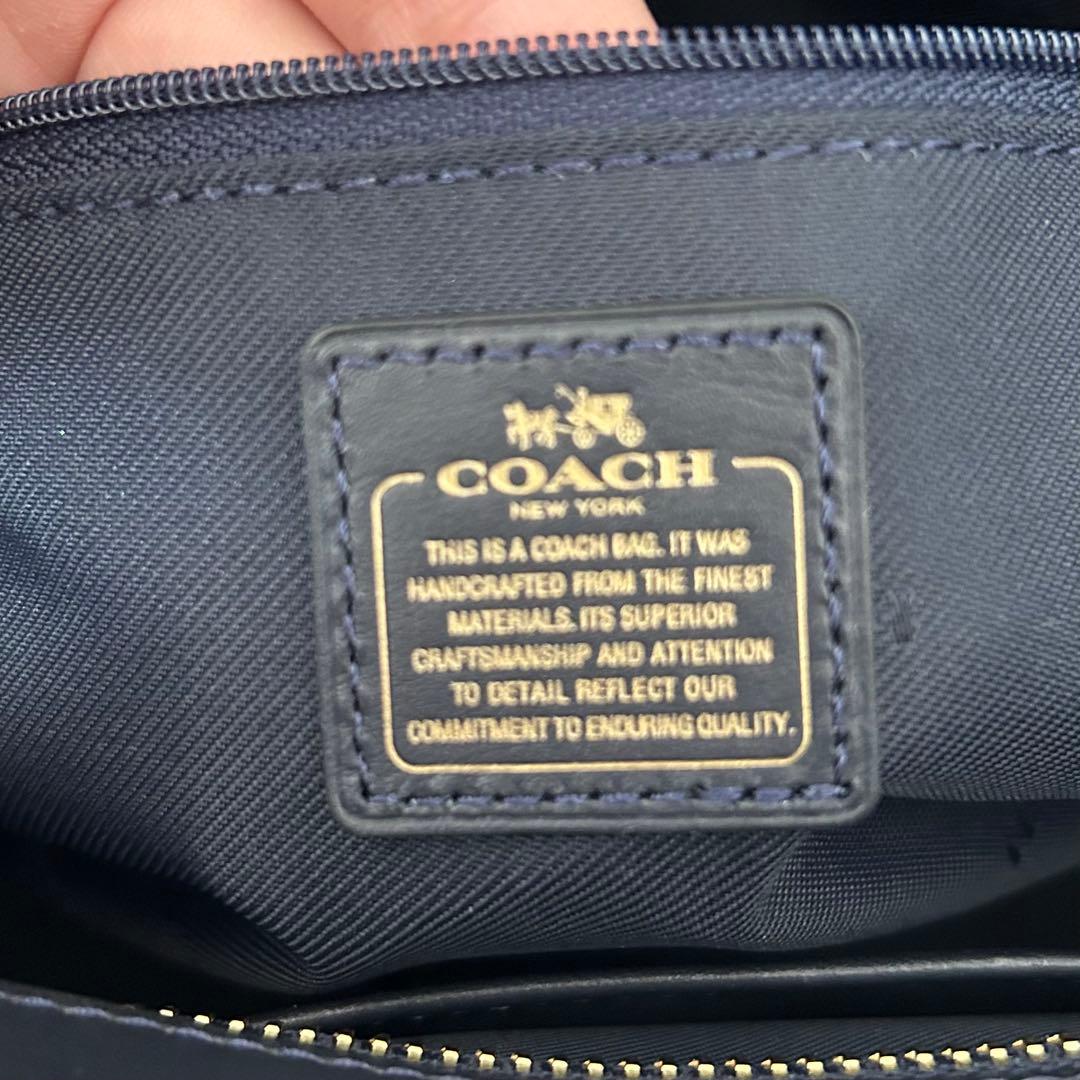 COACH
NEW YORK
THIS IS A COACH BAG. IT WAS
HANDCRAFTED FROM THE FINEST
MATERIALS. ITS SUPERIOR
CRAFTSMANSHIP AND ATTENTION
TO DETAIL REFLECT OUR
COMMITMENT TO ENDURING QUALITY.